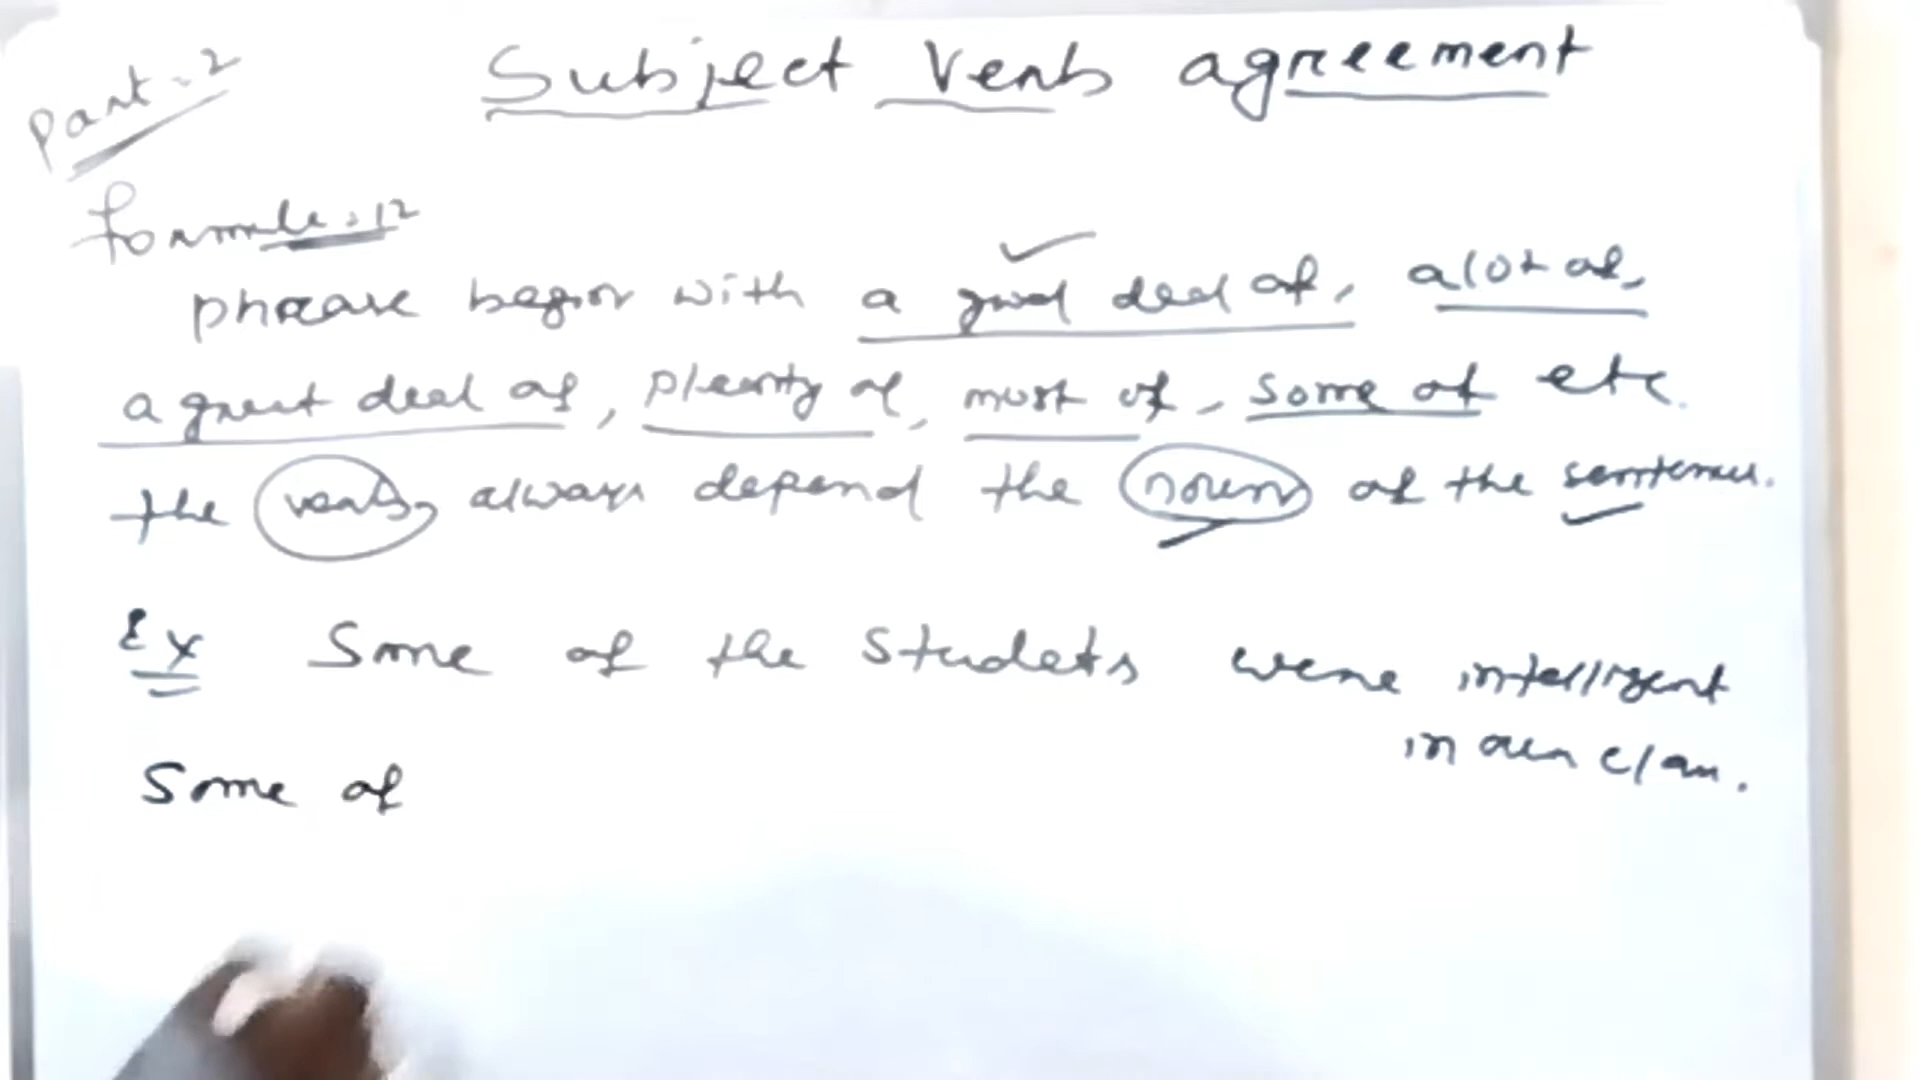 Part-2
Subject Verb agreement
Formula-12
phrase begin with a good deal of, a lot of,
a great deal of, plenty of, most of, some of etc.
the verb, always depend the noun of the sentences.
Ex Some of the Studets were intelligent
in our class.
Some of